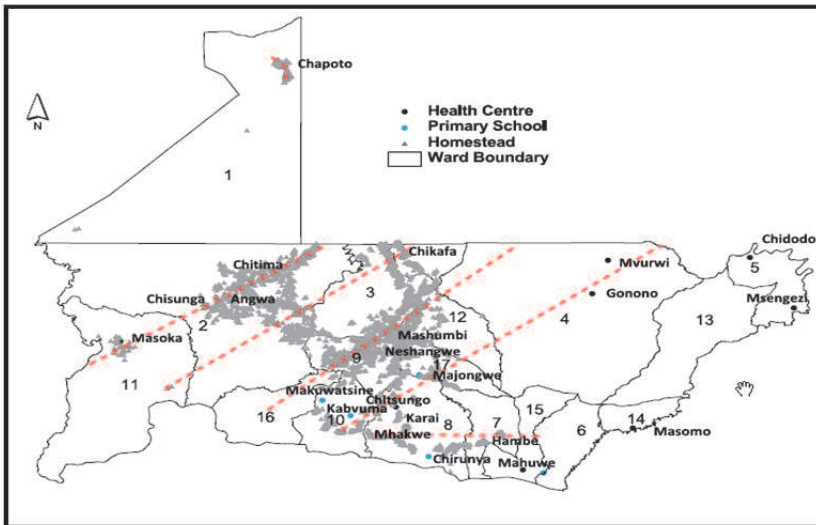 Chapoto
N
Health Centre
Primary School
Homestead
Ward Boundary
1
Chidodo
Chikafa
Mvurwi
5
Chitima
3
Gonono
Msengezi
Chisunga
Angwa
2
12
4
13
Masoka
Mashumbi
Neshangwe
9
17
Majongwe
11
Makuwatsine
Chitsungo
16
Kabvuma
10
Karai
8
7
15
6
14
Masomo
Mhakwe
Hambe
Chirunya
Mahuwe